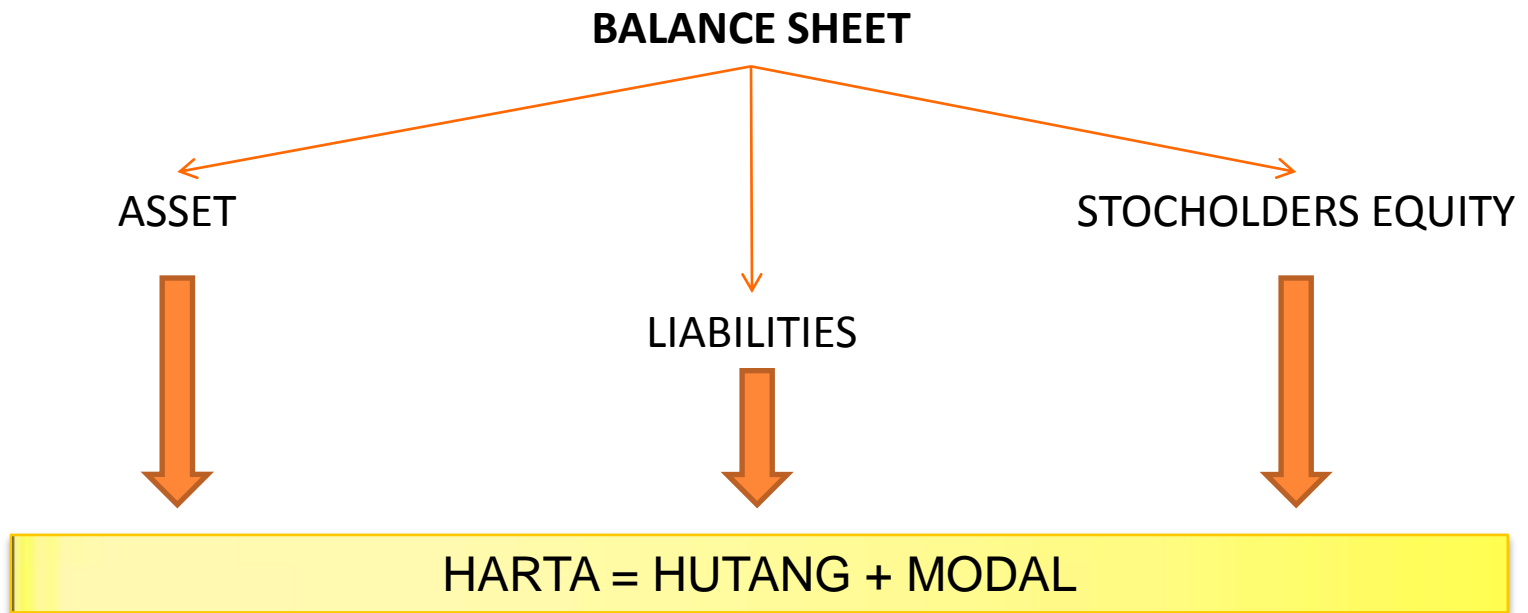 BALANCE SHEET
ASSET
STOCHOLDERS EQUITY
LIABILITIES
HARTA = HUTANG + MODAL